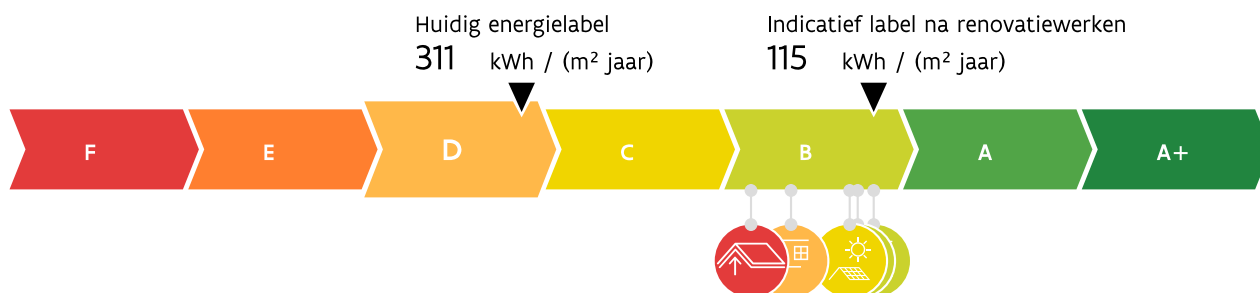 Huidig energielabel
311 kWh / (m² jaar)
Indicatief label na renovatiewerken
115 kWh / (m² jaar)
F E D C B A A+